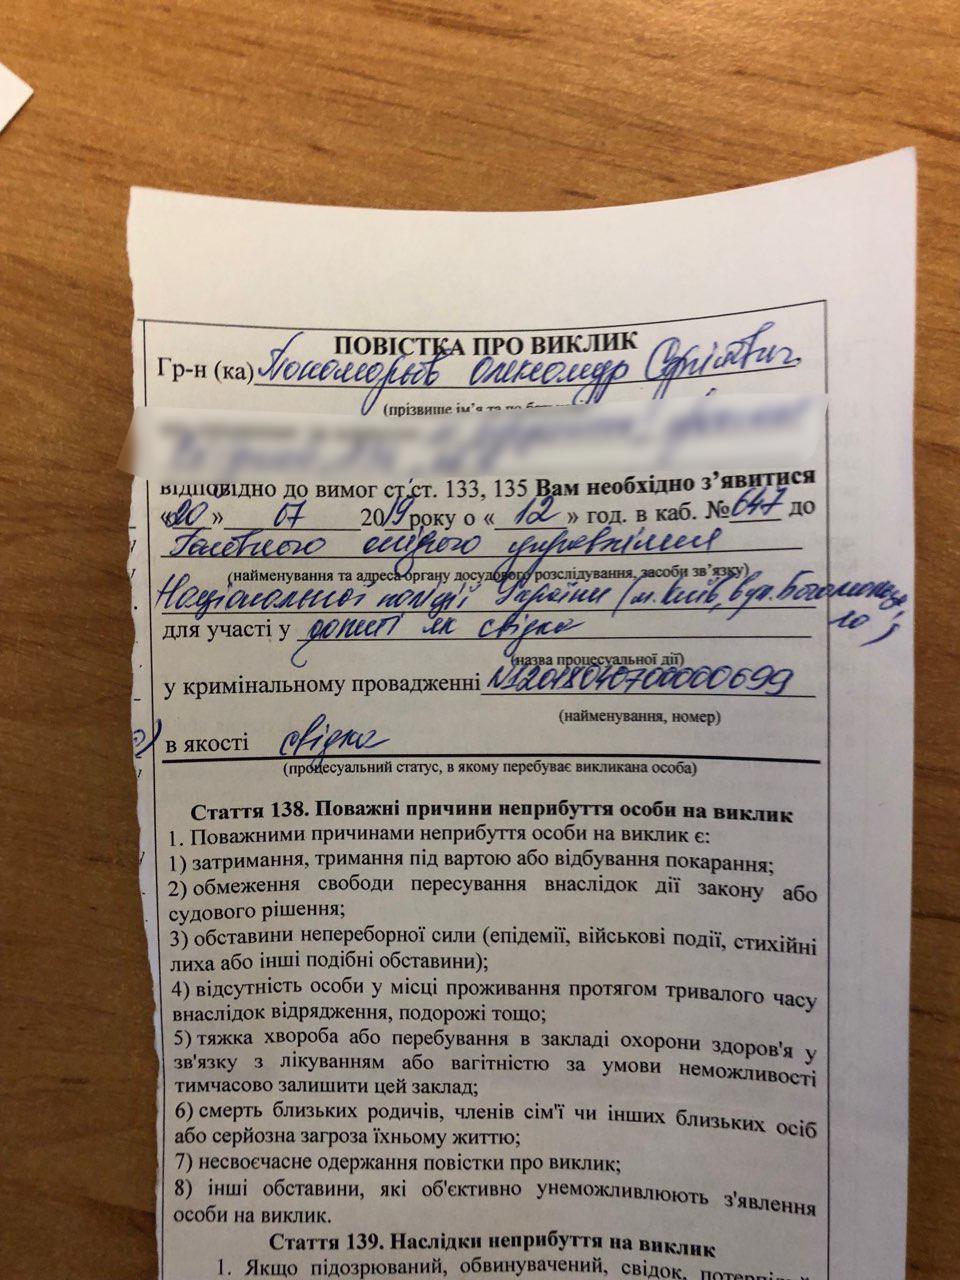 ПОВІСТКА ПРО ВИКЛИК
Гр-н (ка) Пономарьов Олександр Сергійович
(прізвище ім'я та по
відповідно до вимог ст.ст. 133, 135 Вам необхідно з'явитися
«20» 07 2019 року о «12» год. в каб. №647 до
Головного слідчого управління
(найменування та адреса органу досудового розслідування, засоби зв'язку)
Національної поліції України (м. Київ, вул. Богомольця,
для участі у допиті як свідка
(назва процесуальної дії)
у кримінальному провадженні №12018040700000699
(найменування, номер)
в якості свідка
(процесуальний статус, в якому перебуває викликана особа)
Стаття 138. Поважні причини неприбуття особи на виклик
1. Поважними причинами неприбуття особи на виклик є:
1) затримання, тримання під вартою або відбування покарання;
2) обмеження свободи пересування внаслідок дії закону або
судового рішення;
3) обставини непереборної сили (епідемії, військові події, стихійні
лиха або інші подібні обставини);
4) відсутність особи у місці проживання протягом тривалого часу
внаслідок відрядження, подорожі тощо;
5) тяжка хвороба або перебування в закладі охорони здоров'я у
зв'язку з лікуванням або вагітністю за умови неможливості
тимчасово залишити цей заклад;
6) смерть близьких родичів, членів сім'ї чи інших близьких осіб
або серйозна загроза їхньому життю;
7) несвоєчасне одержання повістки про виклик;
8) інші обставини, які об'єктивно унеможливлюють з'явлення
особи на виклик.
Стаття 139. Наслідки неприбуття на виклик
1. Якщо підозрюваний, обвинувачений, свідок,